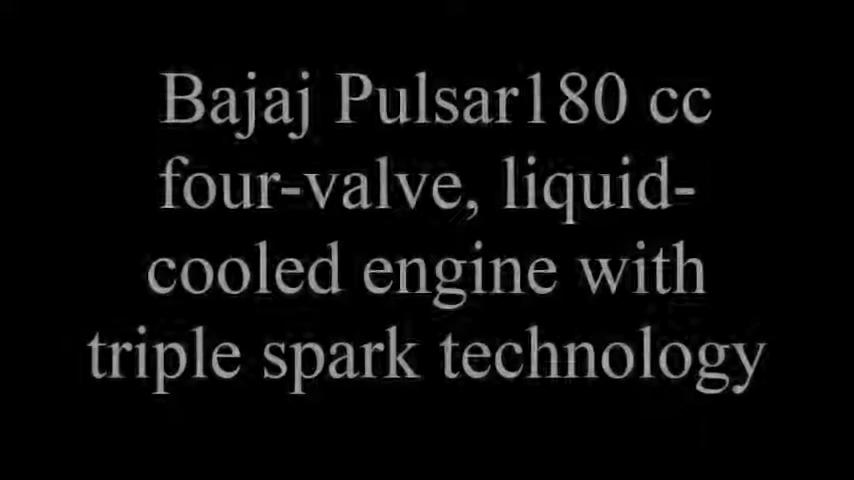 Bajaj Pulsar180 cc
four-valve, liquid-
cooled engine with
triple spark technology